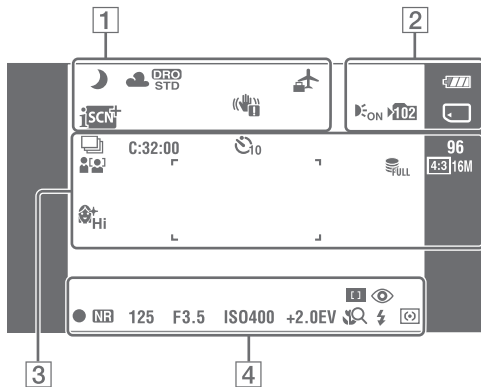 1 2
DRO
STD
iSCN+
ON 102
C:32:00 10 96
FULL 4:3 16M
Hi
NR 125 F3.5 ISO400 +2.0EV
3 4